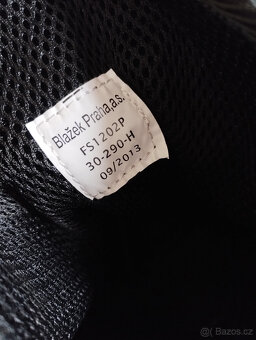 Blažek Praha,a.s.
FS1202P
30-290-H
09/2013
Bazos.cz